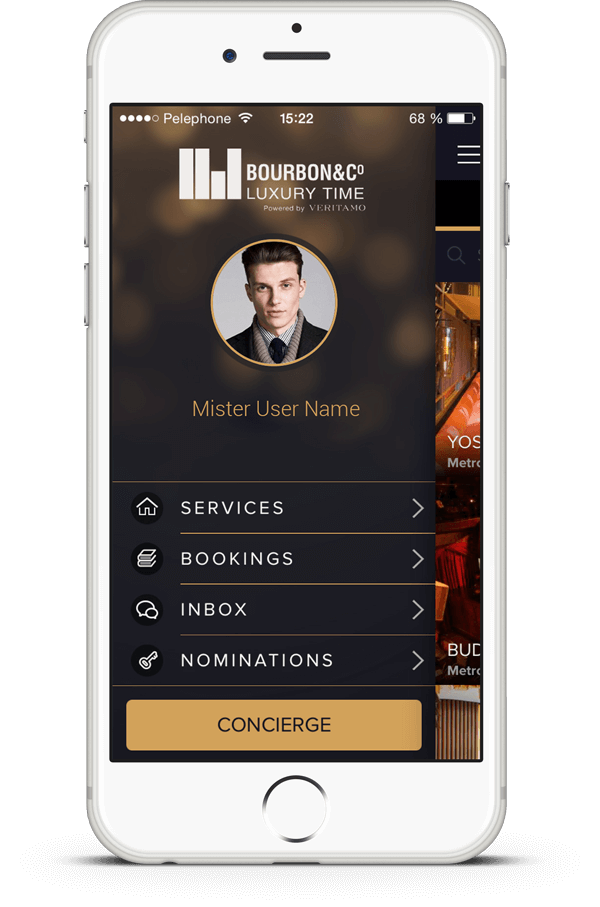 Pelephone 15:22 68 %
BOURBON&Cº
LUXURY TIME
Powered by VERITAMO
Mister User Name
SERVICES
BOOKINGS
INBOX
NOMINATIONS
CONCIERGE
S
YOS
Metro
BUD
Metro